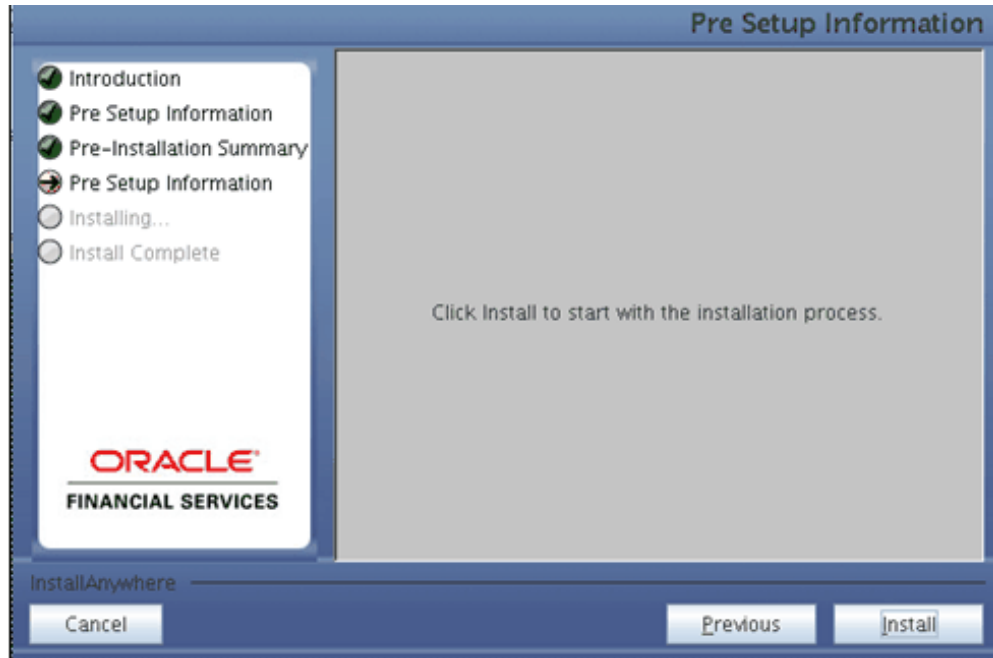 Pre Setup Information
Introduction
Pre Setup Information
Pre-Installation Summary
Pre Setup Information
Installing...
Install Complete
Click Install to start with the installation process.
ORACLE®
FINANCIAL SERVICES
InstallAnywhere
Cancel
Previous
Install